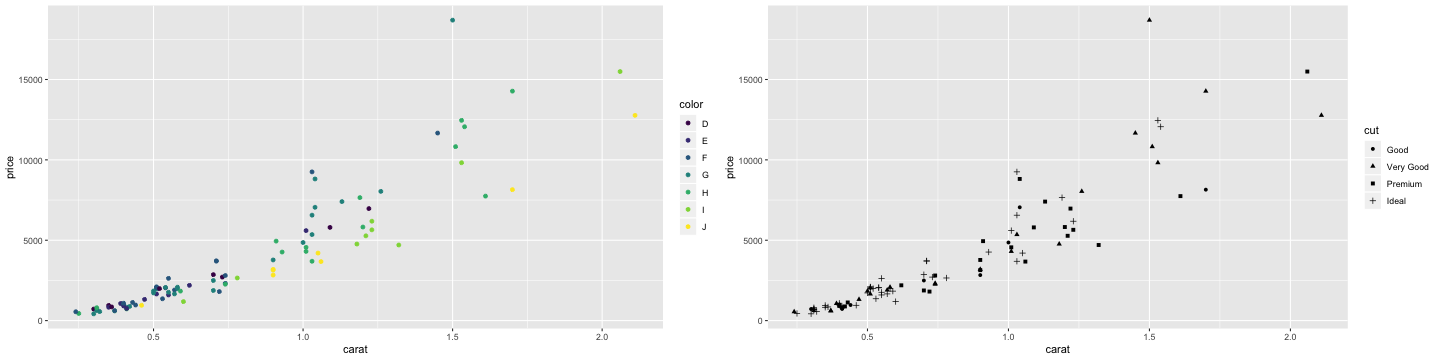 price
15000
10000
5000
0
0.5 1.0 1.5 2.0
carat
color
D
E
F
G
H
I
J
price
15000
10000
5000
0
0.5 1.0 1.5 2.0
carat
cut
Good
Very Good
Premium
Ideal